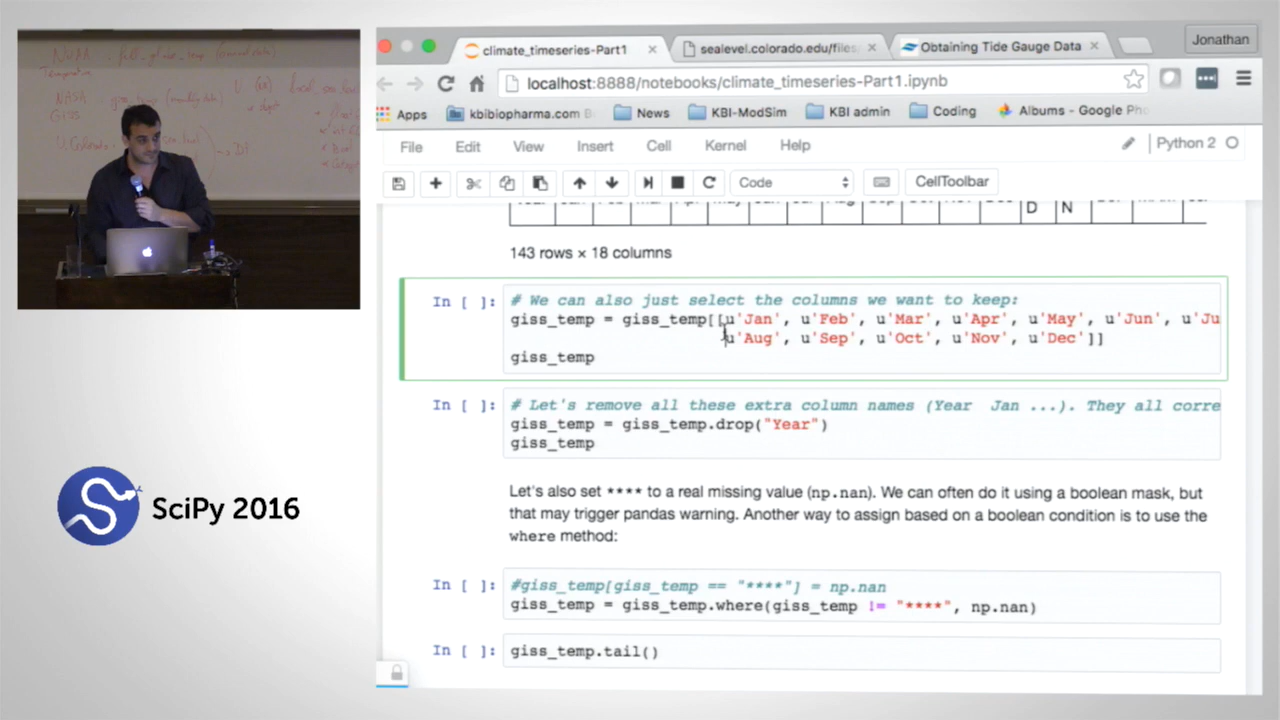 NOAA
Temperature
NASA
GISS
climate_timeseries-Part1
sealevel.colorado.edu/files
Obtaining Tide Gauge Data
Jonathan
localhost:8888/notebooks/climate_timeseries-Part1.ipynb
Apps
kbibiopharma.com
News
KBI-ModSim
KBI admin
Coding
Albums - Google Pho
File Edit View Insert Cell Kernel Help
Python 2
Code
CellToolbar
D N
143 rows × 18 columns
In [ ]: # We can also just select the columns we want to keep:
giss_temp = giss_temp[[u'Jan', u'Feb', u'Mar', u'Apr', u'May', u'Jun', u'Ju
u'Aug', u'Sep', u'Oct', u'Nov', u'Dec']]
giss_temp
In [ ]: # Let's remove all these extra column names (Year Jan ...). They all corre
giss_temp = giss_temp.drop("Year")
giss_temp
Let's also set **** to a real missing value (np.nan). We can often do it using a boolean mask, but
that may trigger pandas warning. Another way to assign based on a boolean condition is to use the
where method:
In [ ]: #giss_temp[giss_temp == "****"] = np.nan
giss_temp = giss_temp.where(giss_temp != "****", np.nan)
In [ ]: giss_temp.tail()
SciPy 2016